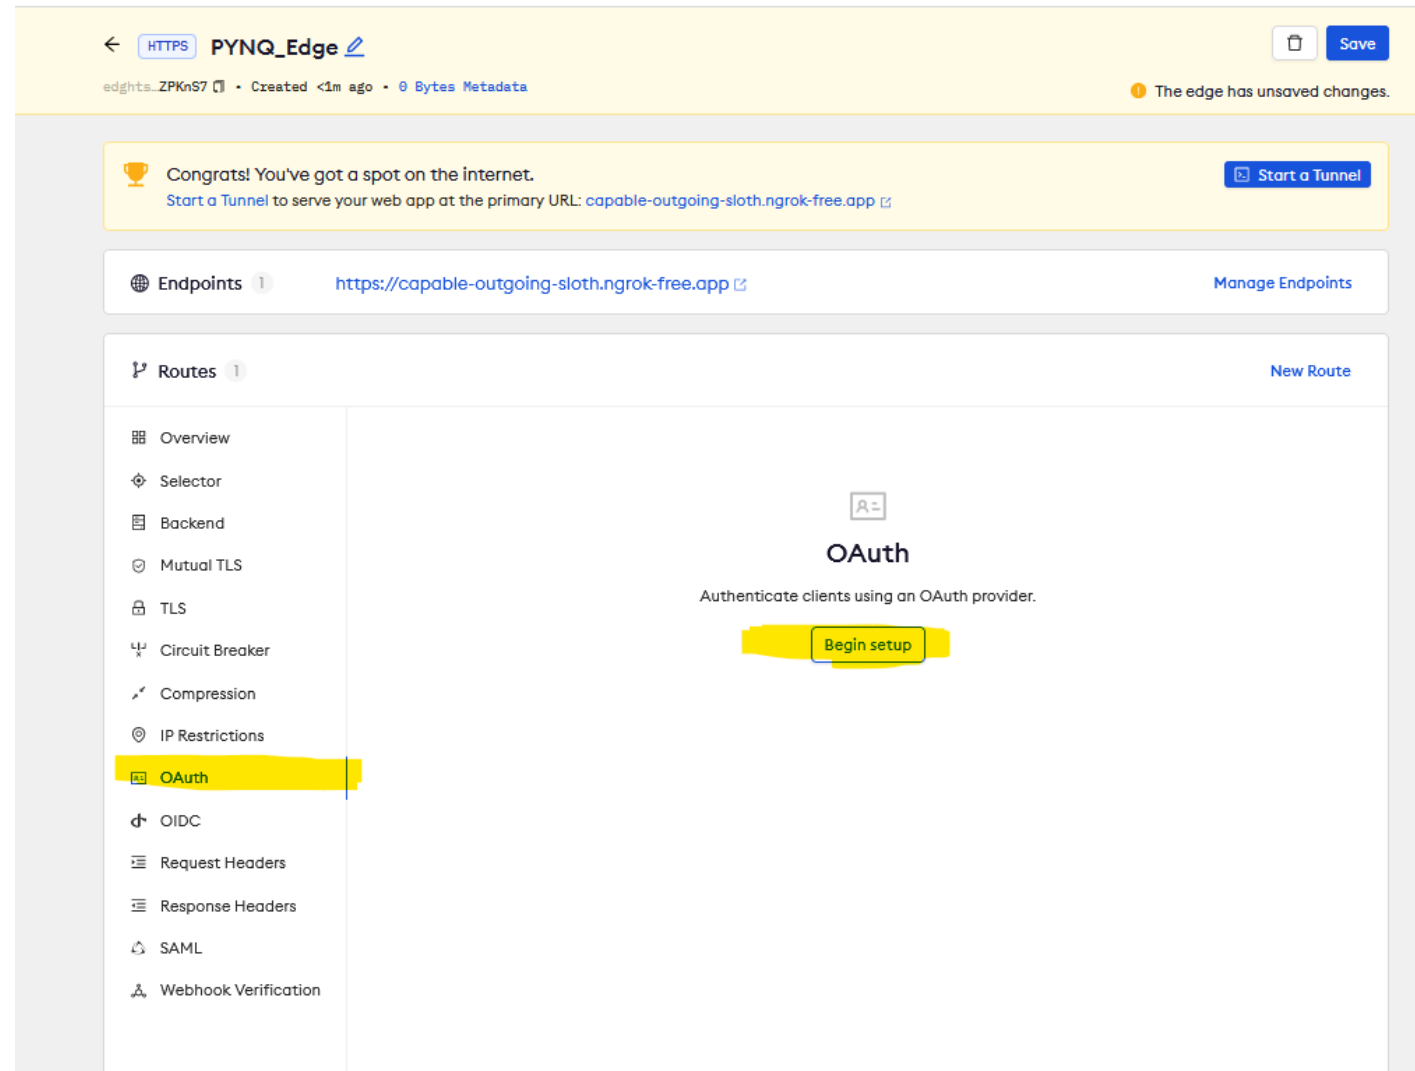 HTTPS PYNQ_Edge
Save
edghts_ZPKnS7 • Created <1m ago • 0 Bytes Metadata
The edge has unsaved changes.
Congrats! You've got a spot on the internet.
Start a Tunnel
Start a Tunnel to serve your web app at the primary URL: capable-outgoing-sloth.ngrok-free.app
Endpoints 1
https://capable-outgoing-sloth.ngrok-free.app
Manage Endpoints
Routes 1
New Route
Overview
Selector
Backend
Mutual TLS
TLS
Circuit Breaker
Compression
IP Restrictions
OAuth
OIDC
Request Headers
Response Headers
SAML
Webhook Verification
OAuth
Authenticate clients using an OAuth provider.
Begin setup